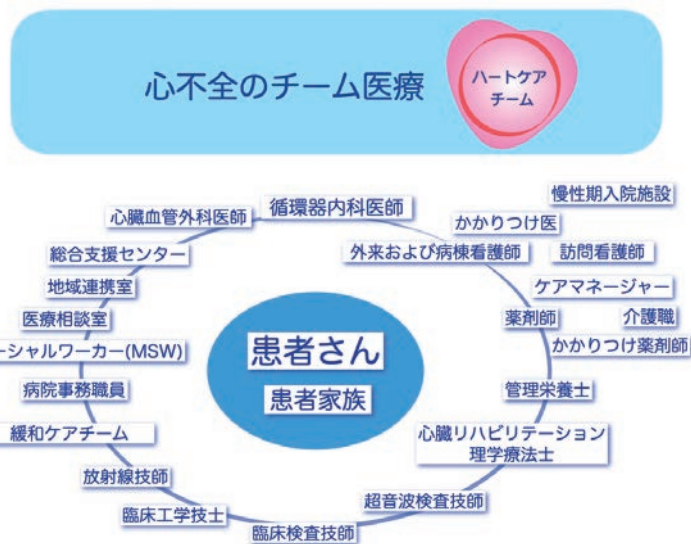 心不全のチーム医療
ハートケア
チーム
慢性期入院施設
循環器内科医師
心臓血管外科医師
かかりつけ医
外来および病棟看護師
訪問看護師
総合支援センター
地域連携室
ケアマネージャー
医療相談室
薬剤師
介護職
ーシャルワーカー(MSW)
患者さん
かかりつけ薬剤師
病院事務職員
患者家族
管理栄養士
緩和ケアチーム
心臓リハビリテーション
理学療法士
放射線技師
超音波検査技師
臨床工学技士
臨床検査技師